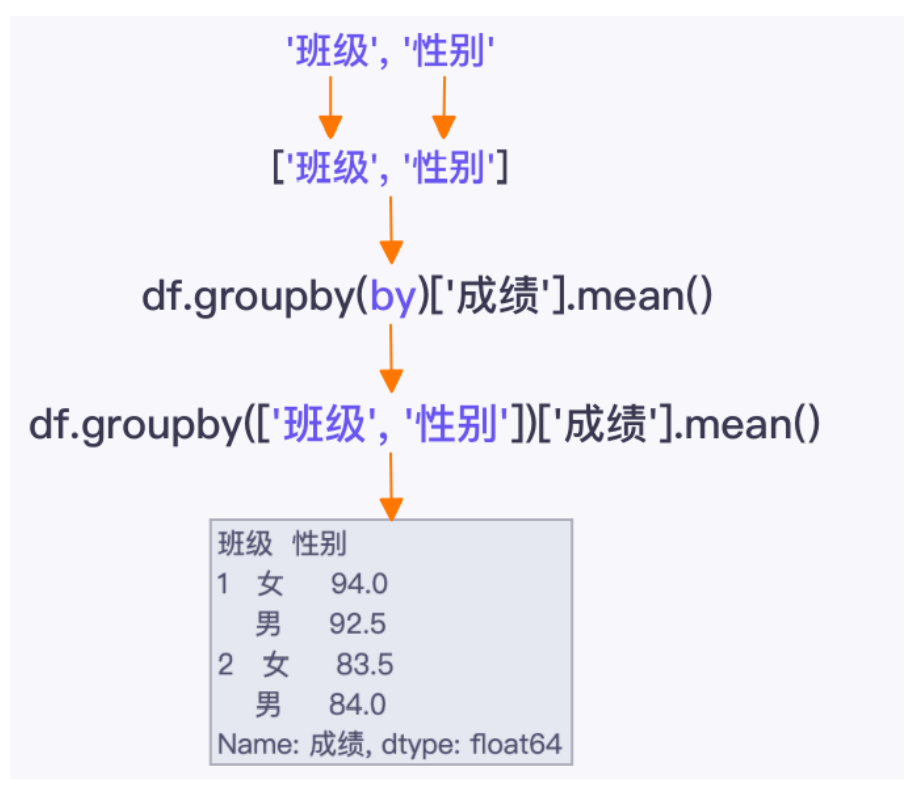 '班级', '性别'
['班级', '性别']
df.groupby(by)['成绩'].mean()
df.groupby(['班级', '性别'])['成绩'].mean()
班级 性别
1 女 94.0
男 92.5
2 女 83.5
男 84.0
Name: 成绩, dtype: float64